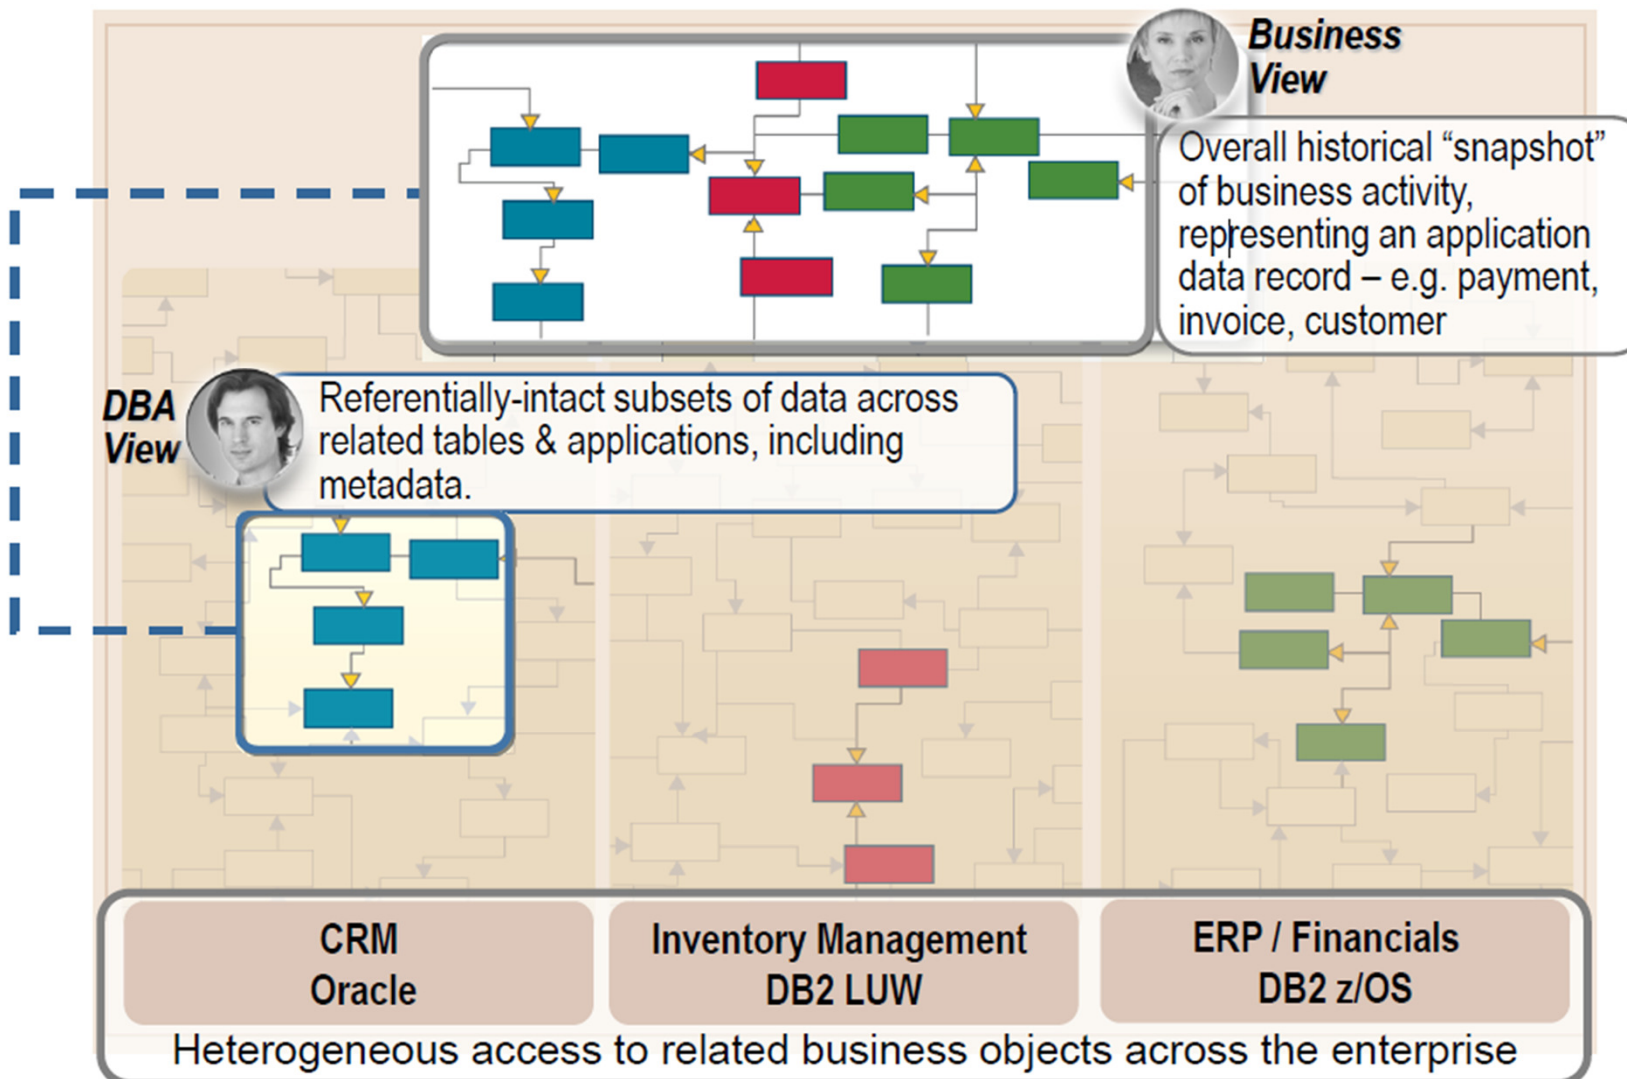 Business
View
Overall historical “snapshot”
of business activity,
representing an application
data record – e.g. payment,
invoice, customer
DBA
View
Referentially-intact subsets of data across
related tables & applications, including
metadata.
CRM
Oracle
Inventory Management
DB2 LUW
ERP / Financials
DB2 z/OS
Heterogeneous access to related business objects across the enterprise